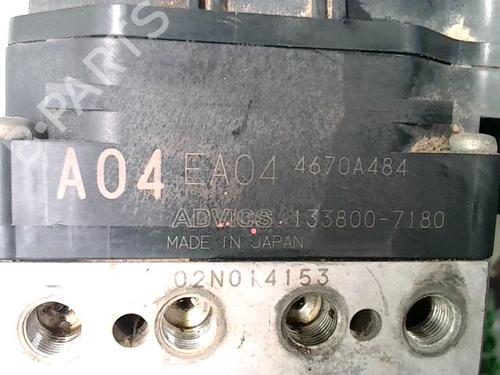 B-PARTS
A04 EA04 4670A484
ADVICS 133800-7180
MADE IN JAPAN
02N014153